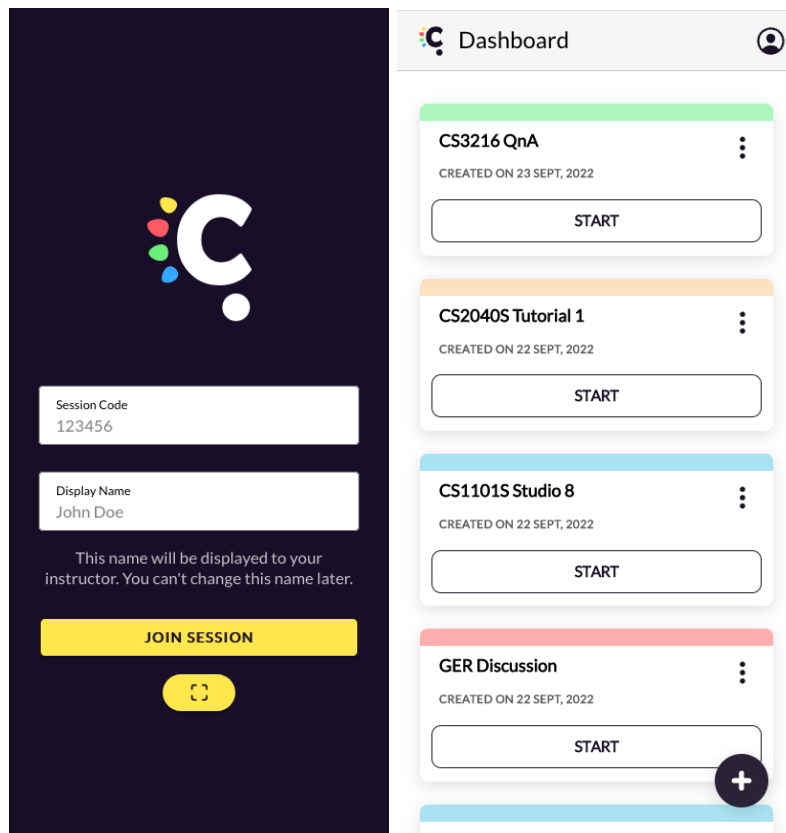 Session Code
123456
Display Name
John Doe
This name will be displayed to your
instructor. You can't change this name later.
JOIN SESSION
Dashboard
CS3216 QnA
CREATED ON 23 SEPT, 2022
START
CS2040S Tutorial 1
CREATED ON 22 SEPT, 2022
START
CS1101S Studio 8
CREATED ON 22 SEPT, 2022
START
GER Discussion
CREATED ON 22 SEPT, 2022
START